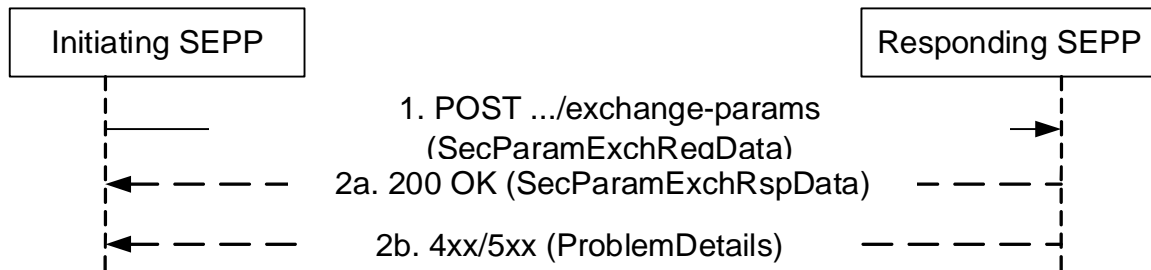 Initiating SEPP
Responding SEPP
1. POST .../exchange-params
(SecParamExchReqData)
2a. 200 OK (SecParamExchRspData)
2b. 4xx/5xx (ProblemDetails)